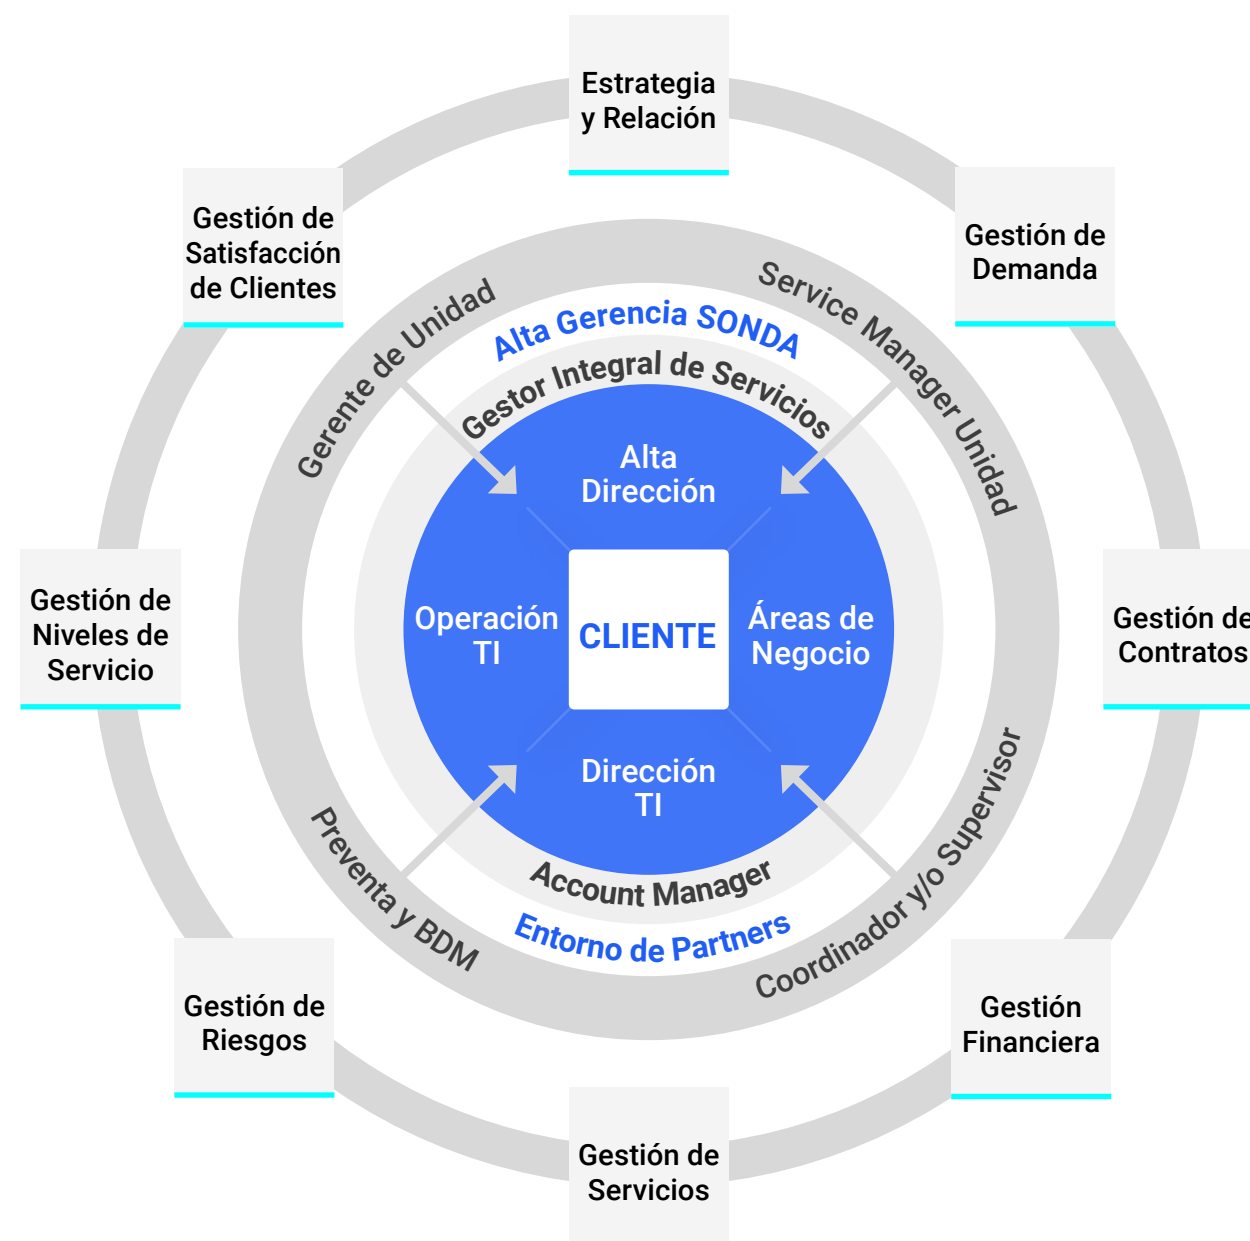 Estrategia
y Relación
Gestión de
Satisfacción
de Clientes
Gestión de
Demanda
Gerente de Unidad
Service Manager Unidad
Alta Gerencia SONDA
Gestor Integral de Servicios
Alta
Dirección
Gestión de
Niveles de
Servicio
Operación
TI
CLIENTE
Áreas de
Negocio
Gestión de
Contratos
Dirección
TI
Account Manager
Entorno de Partners
Preventa y BDM
Coordinador y/o Supervisor
Gestión de
Riesgos
Gestión
Financiera
Gestión de
Servicios